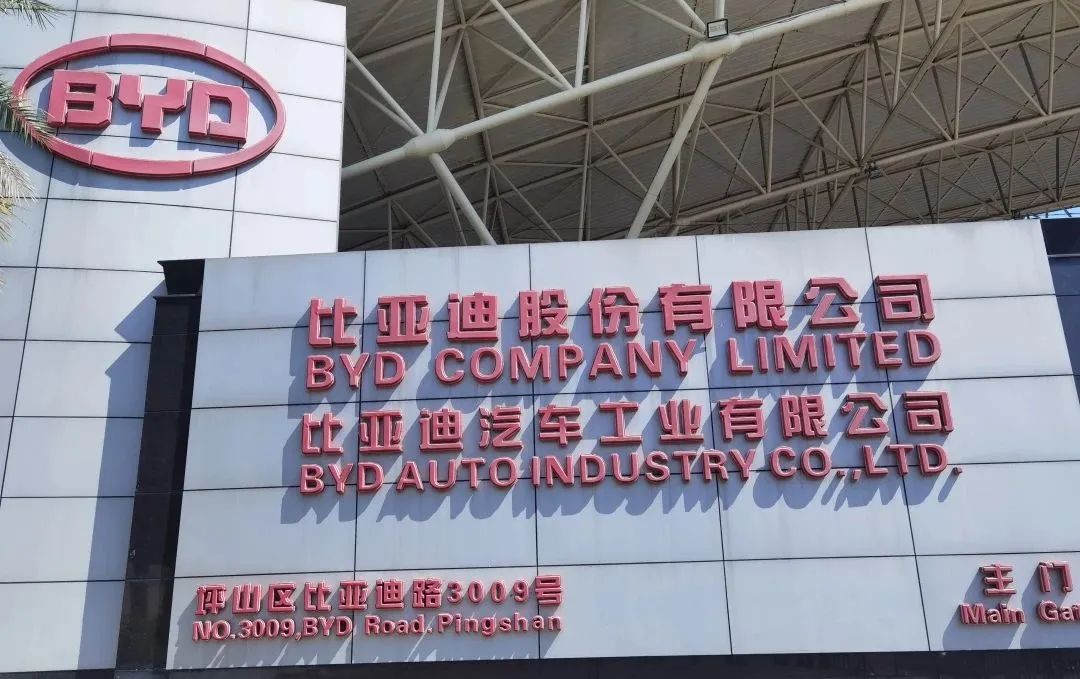 BYD
比亚迪股份有限公司
BYD COMPANY LIMITED
比亚迪汽车工业有限公司
BYD AUTO INDUSTRY CO.,LTD.
坪山区比亚迪路3009号
NO.3009,BYD Road.Pingshan
主门
Main